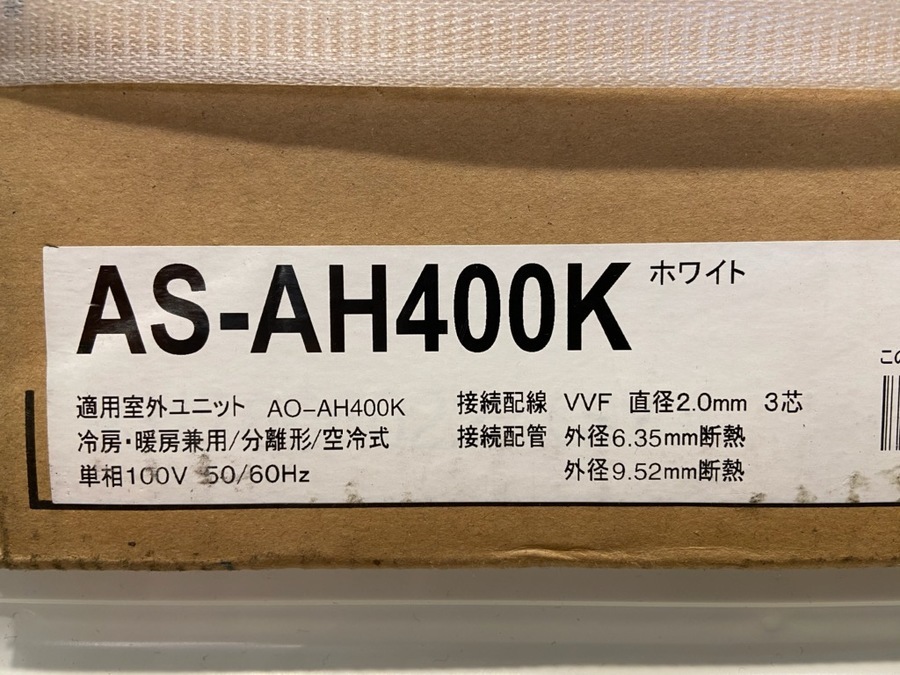 AS-AH400K ホワイト
適用室外ユニット AO-AH400K
冷房・暖房兼用/分離形/空冷式
単相100V 50/60Hz
接続配線 VVF 直径2.0mm 3芯
接続配管 外径6.35mm断熱
外径9.52mm断熱
この